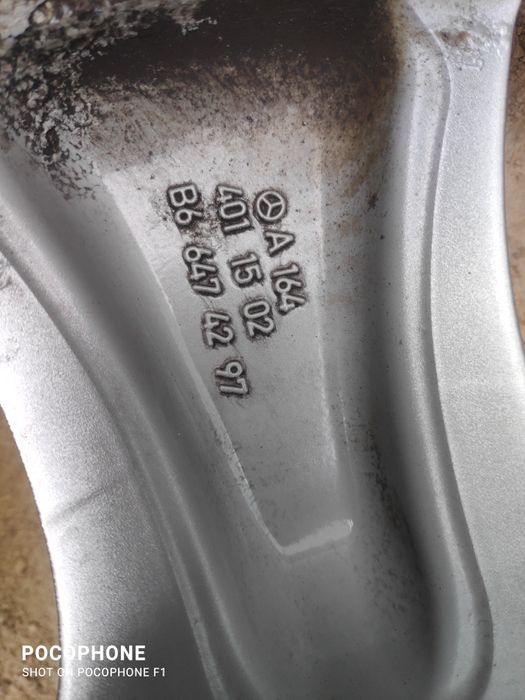 A 164
401 15 02
B6 647 42 97
POCOPHONE
SHOT ON POCOPHONE F1